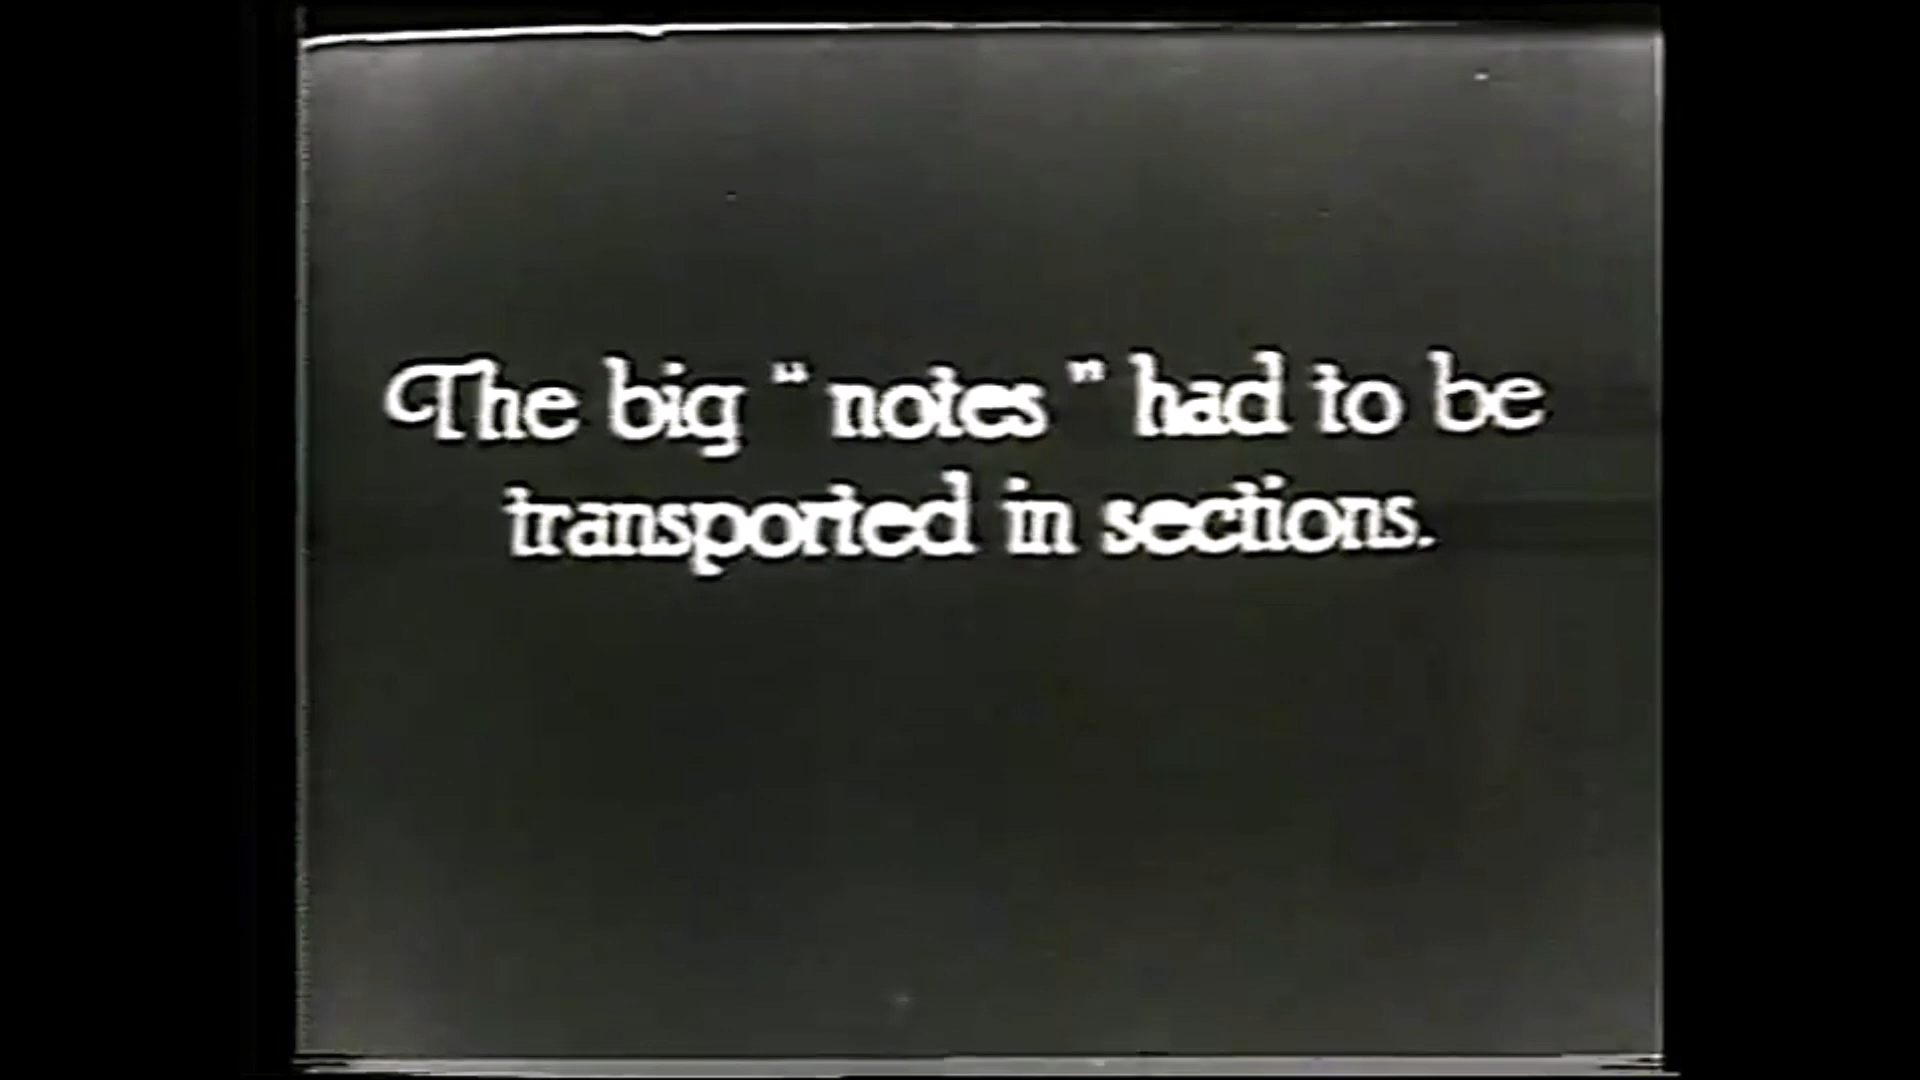 The big "notes" had to be
transported in sections.